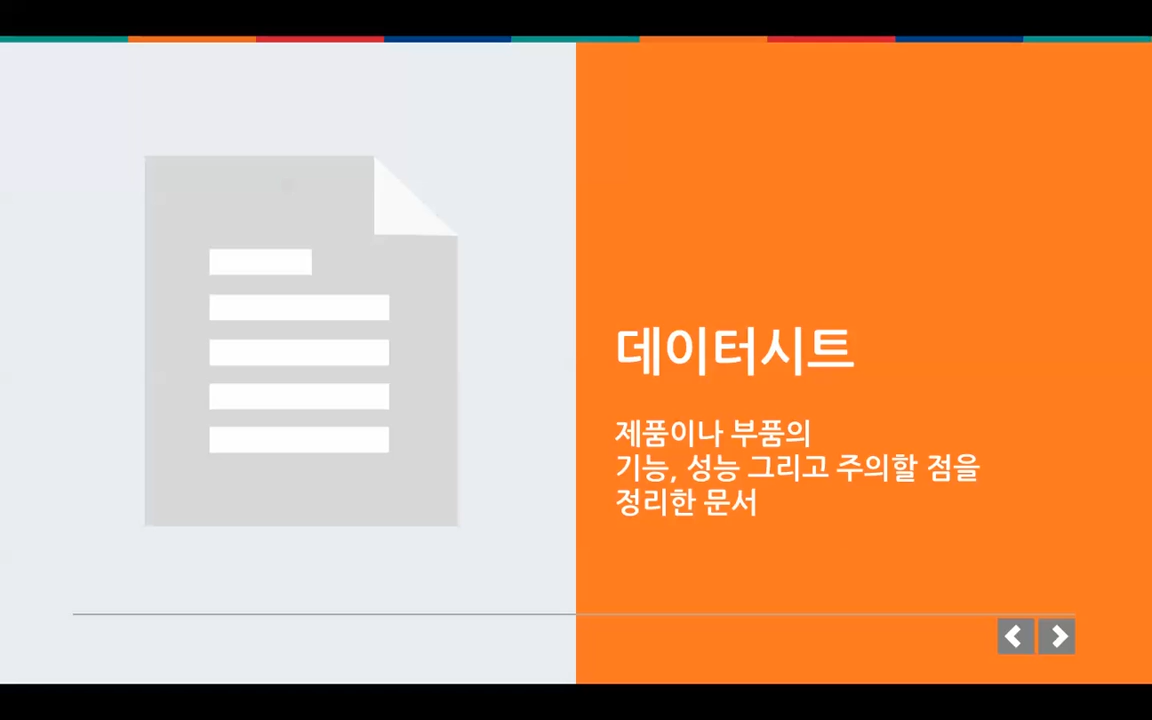 데이터시트
제품이나 부품의
기능, 성능 그리고 주의할 점을
정리한 문서